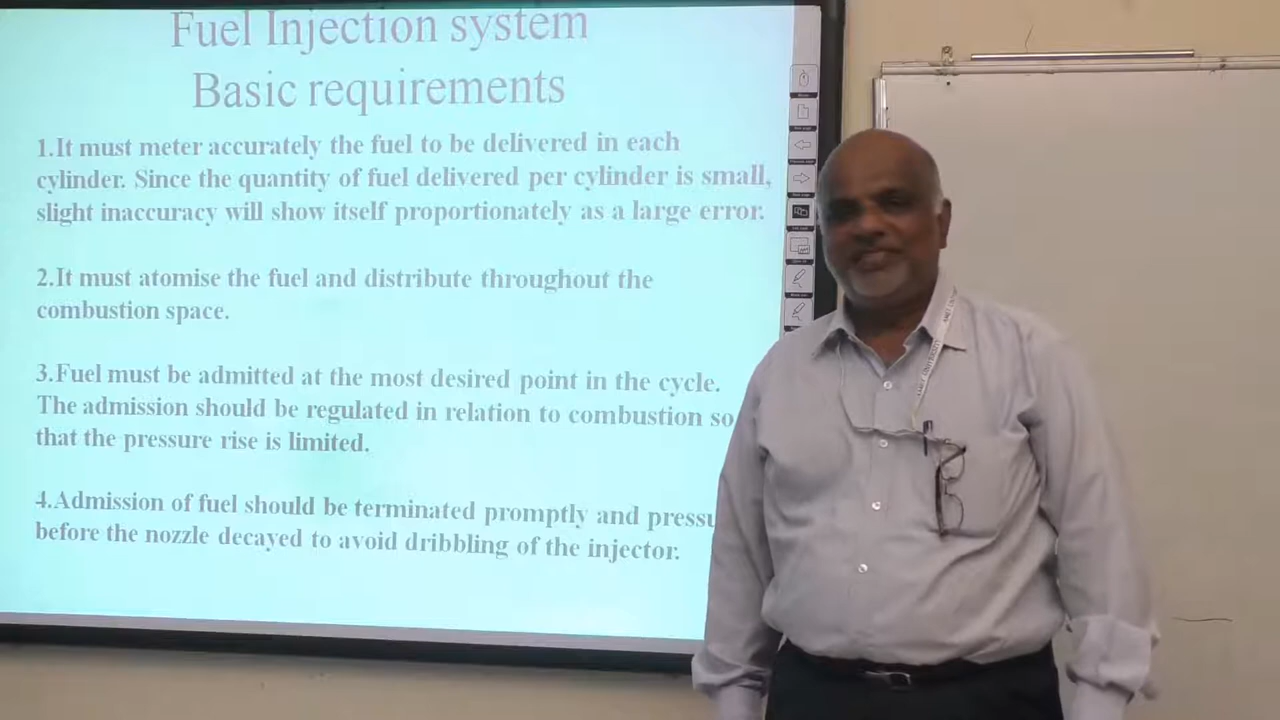 Fuel Injection system
Basic requirements
1.It must meter accurately the fuel to be delivered in each
cylinder. Since the quantity of fuel delivered per cylinder is small,
slight inaccuracy will show itself proportionately as a large error.
2.It must atomise the fuel and distribute throughout the
combustion space.
3.Fuel must be admitted at the most desired point in the cycle.
The admission should be regulated in relation to combustion so
that the pressure rise is limited.
4.Admission of fuel should be terminated promptly and pressu
before the nozzle decayed to avoid dribbling of the injector.